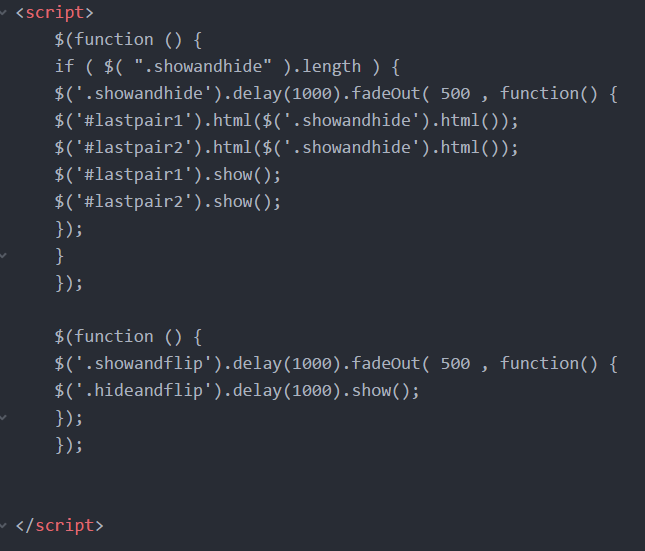 <script>
$(function () {
if ( $( ".showandhide" ).length ) {
$('.showandhide').delay(1000).fadeOut( 500 , function() {
$('#lastpair1').html($('.showandhide').html());
$('#lastpair2').html($('.showandhide').html());
$('#lastpair1').show();
$('#lastpair2').show();
});
}
});
$(function () {
$('.showandflip').delay(1000).fadeOut( 500 , function() {
$('.hideandflip').delay(1000).show();
});
});
</script>